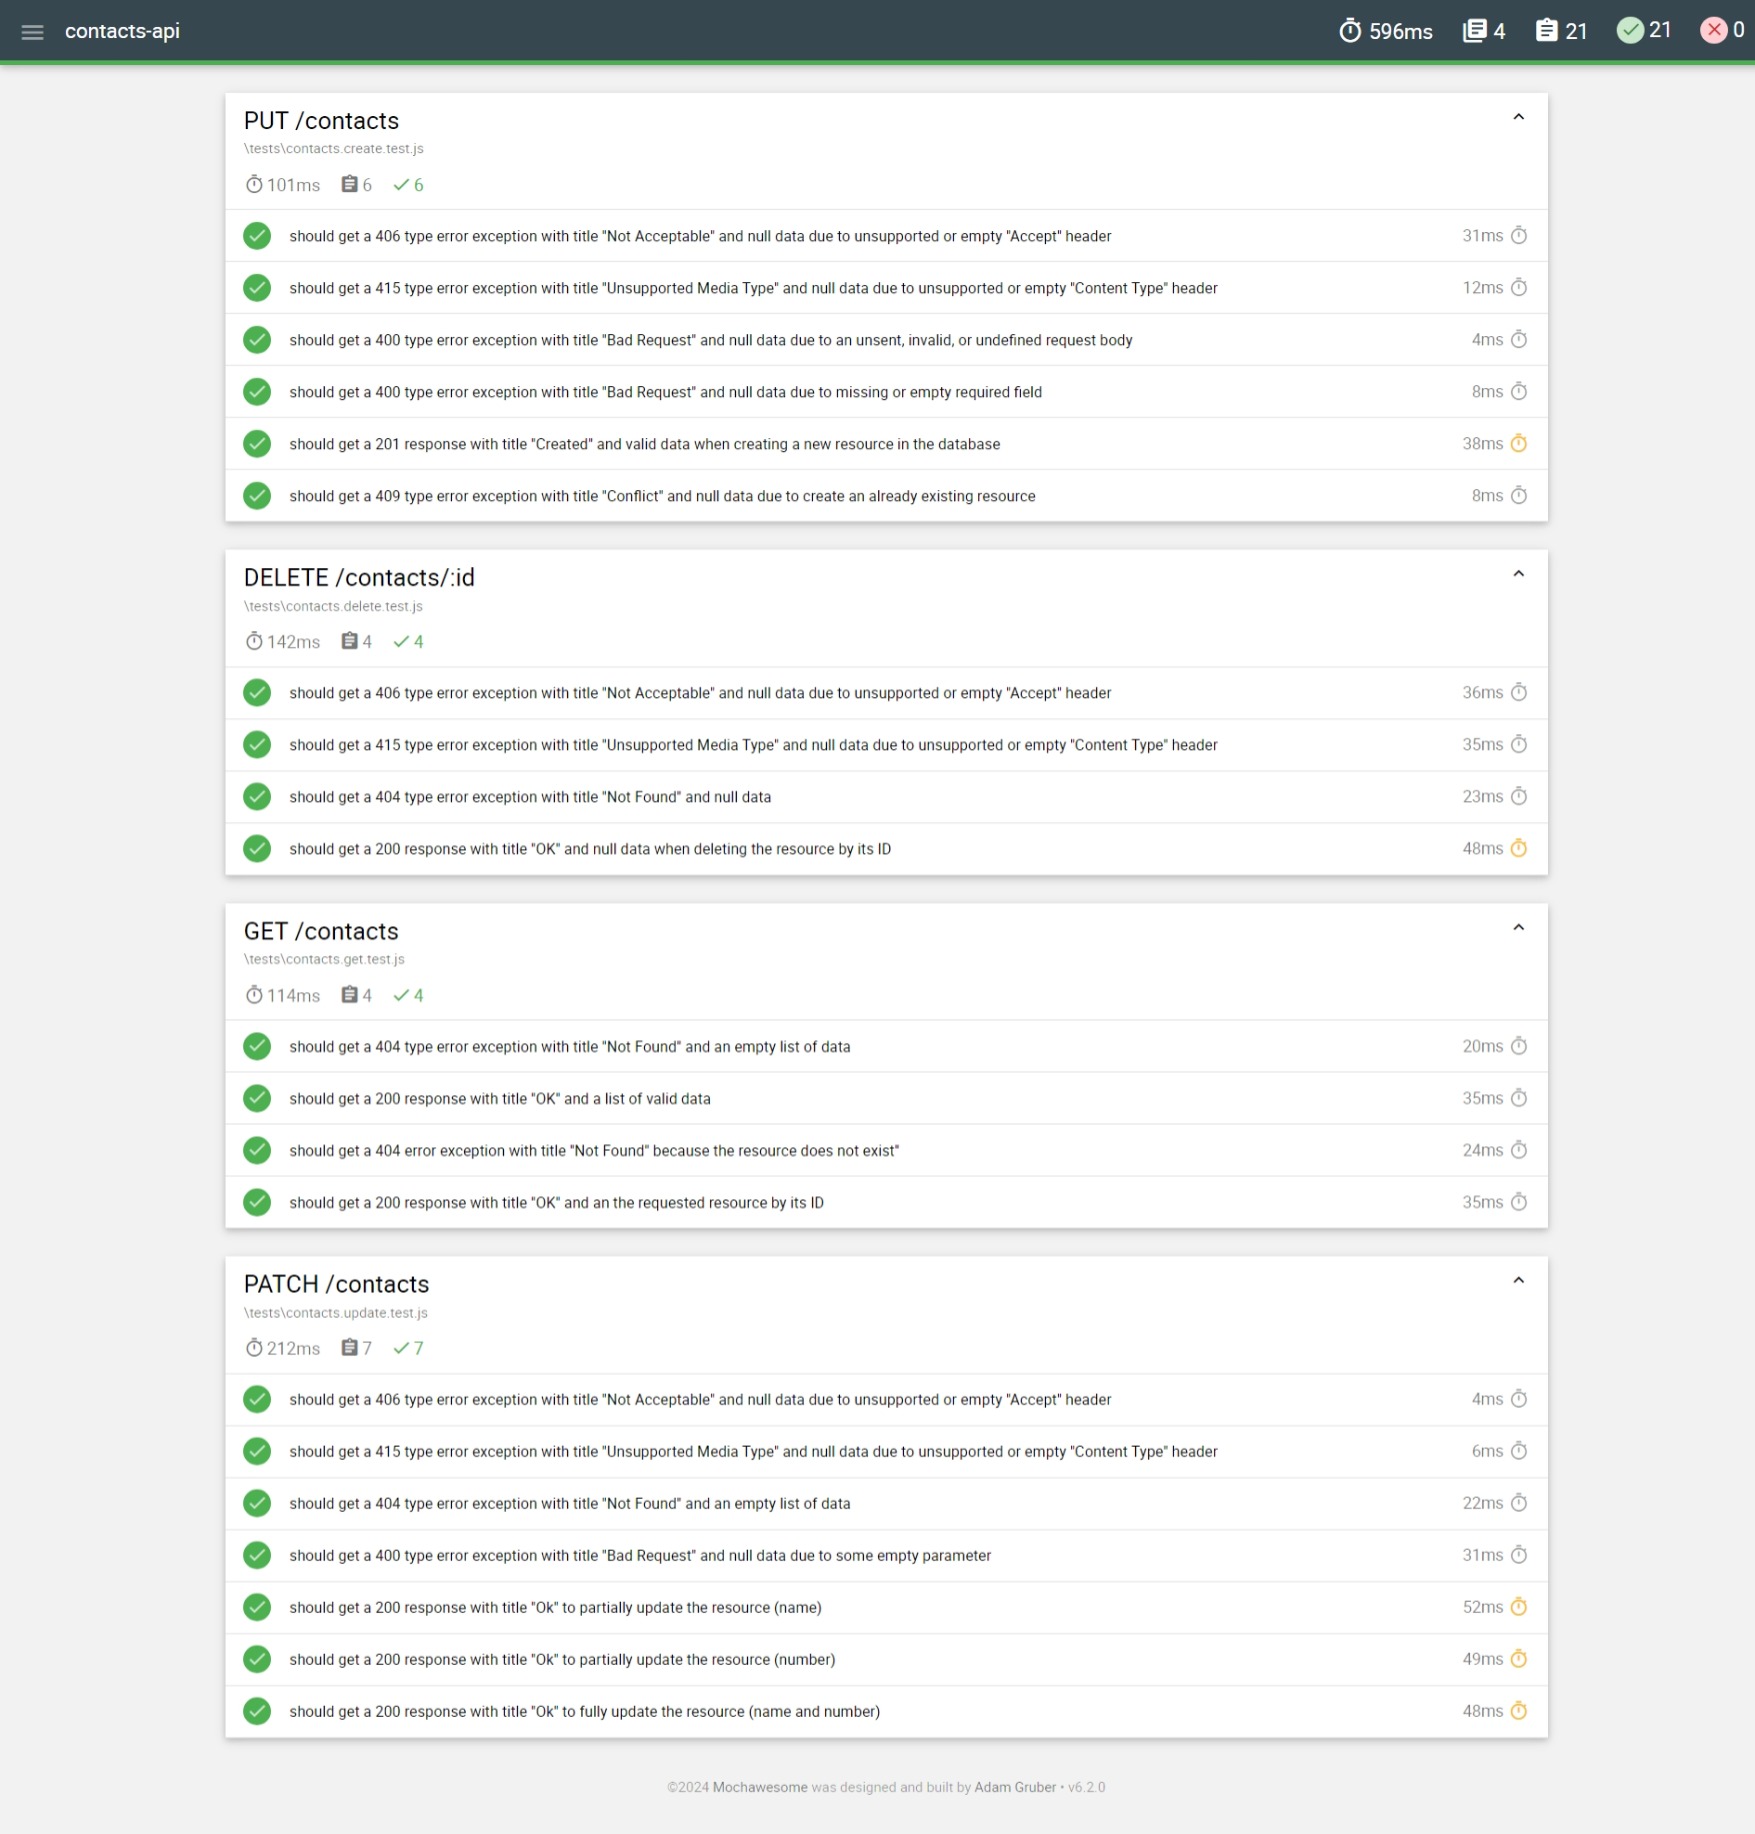 contacts-api 596ms 4 21 21 0
PUT /contacts
\tests\contacts.create.test.js
101ms 6 6
should get a 406 type error exception with title "Not Acceptable" and null data due to unsupported or empty "Accept" header 31ms
should get a 415 type error exception with title "Unsupported Media Type" and null data due to unsupported or empty "Content Type" header 12ms
should get a 400 type error exception with title "Bad Request" and null data due to an unsent, invalid, or undefined request body 4ms
should get a 400 type error exception with title "Bad Request" and null data due to missing or empty required field 8ms
should get a 201 response with title "Created" and valid data when creating a new resource in the database 38ms
should get a 409 type error exception with title "Conflict" and null data due to create an already existing resource 8ms
DELETE /contacts/:id
\tests\contacts.delete.test.js
142ms 4 4
should get a 406 type error exception with title "Not Acceptable" and null data due to unsupported or empty "Accept" header 36ms
should get a 415 type error exception with title "Unsupported Media Type" and null data due to unsupported or empty "Content Type" header 35ms
should get a 404 type error exception with title "Not Found" and null data 23ms
should get a 200 response with title "OK" and null data when deleting the resource by its ID 48ms
GET /contacts
\tests\contacts.get.test.js
114ms 4 4
should get a 404 type error exception with title "Not Found" and an empty list of data 20ms
should get a 200 response with title "OK" and a list of valid data 35ms
should get a 404 error exception with title "Not Found" because the resource does not exist" 24ms
should get a 200 response with title "OK" and an the requested resource by its ID 35ms
PATCH /contacts
\tests\contacts.update.test.js
212ms 7 7
should get a 406 type error exception with title "Not Acceptable" and null data due to unsupported or empty "Accept" header 4ms
should get a 415 type error exception with title "Unsupported Media Type" and null data due to unsupported or empty "Content Type" header 6ms
should get a 404 type error exception with title "Not Found" and an empty list of data 22ms
should get a 400 type error exception with title "Bad Request" and null data due to some empty parameter 31ms
should get a 200 response with title "Ok" to partially update the resource (name) 52ms
should get a 200 response with title "Ok" to partially update the resource (number) 49ms
should get a 200 response with title "Ok" to fully update the resource (name and number) 48ms
©2024 Mochawesome was designed and built by Adam Gruber • v6.2.0